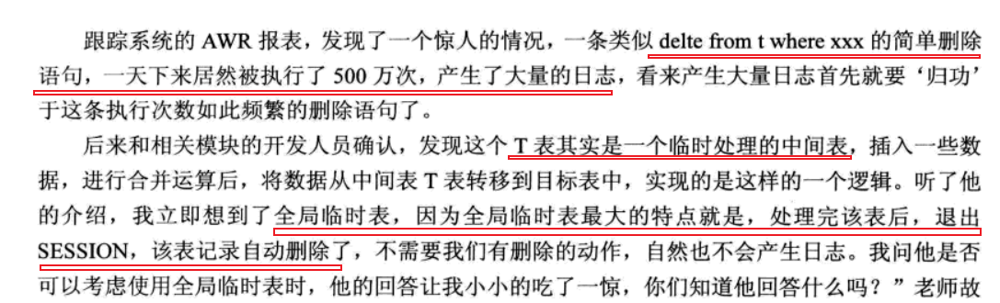 跟踪系统的 AWR 报表，发现了一个惊人的情况，一条类似 delte from t where xxx 的简单删除
语句，一天下来居然被执行了 500 万次，产生了大量的日志，看来产生大量日志首先就要‘归功’
于这条执行次数如此频繁的删除语句了。
后来和相关模块的开发人员确认，发现这个 T 表其实是一个临时处理的中间表，插入一些数
据，进行合并运算后，将数据从中间表 T 表转移到目标表中，实现的是这样的一个逻辑。听了他
的介绍，我立即想到了全局临时表，因为全局临时表最大的特点就是，处理完该表后，退出
SESSION，该表记录自动删除了，不需要我们有删除的动作，自然也不会产生日志。我问他是否
可以考虑使用全局临时表时，他的回答让我小小的吃了一惊，你们知道他回答什么吗？”老师故